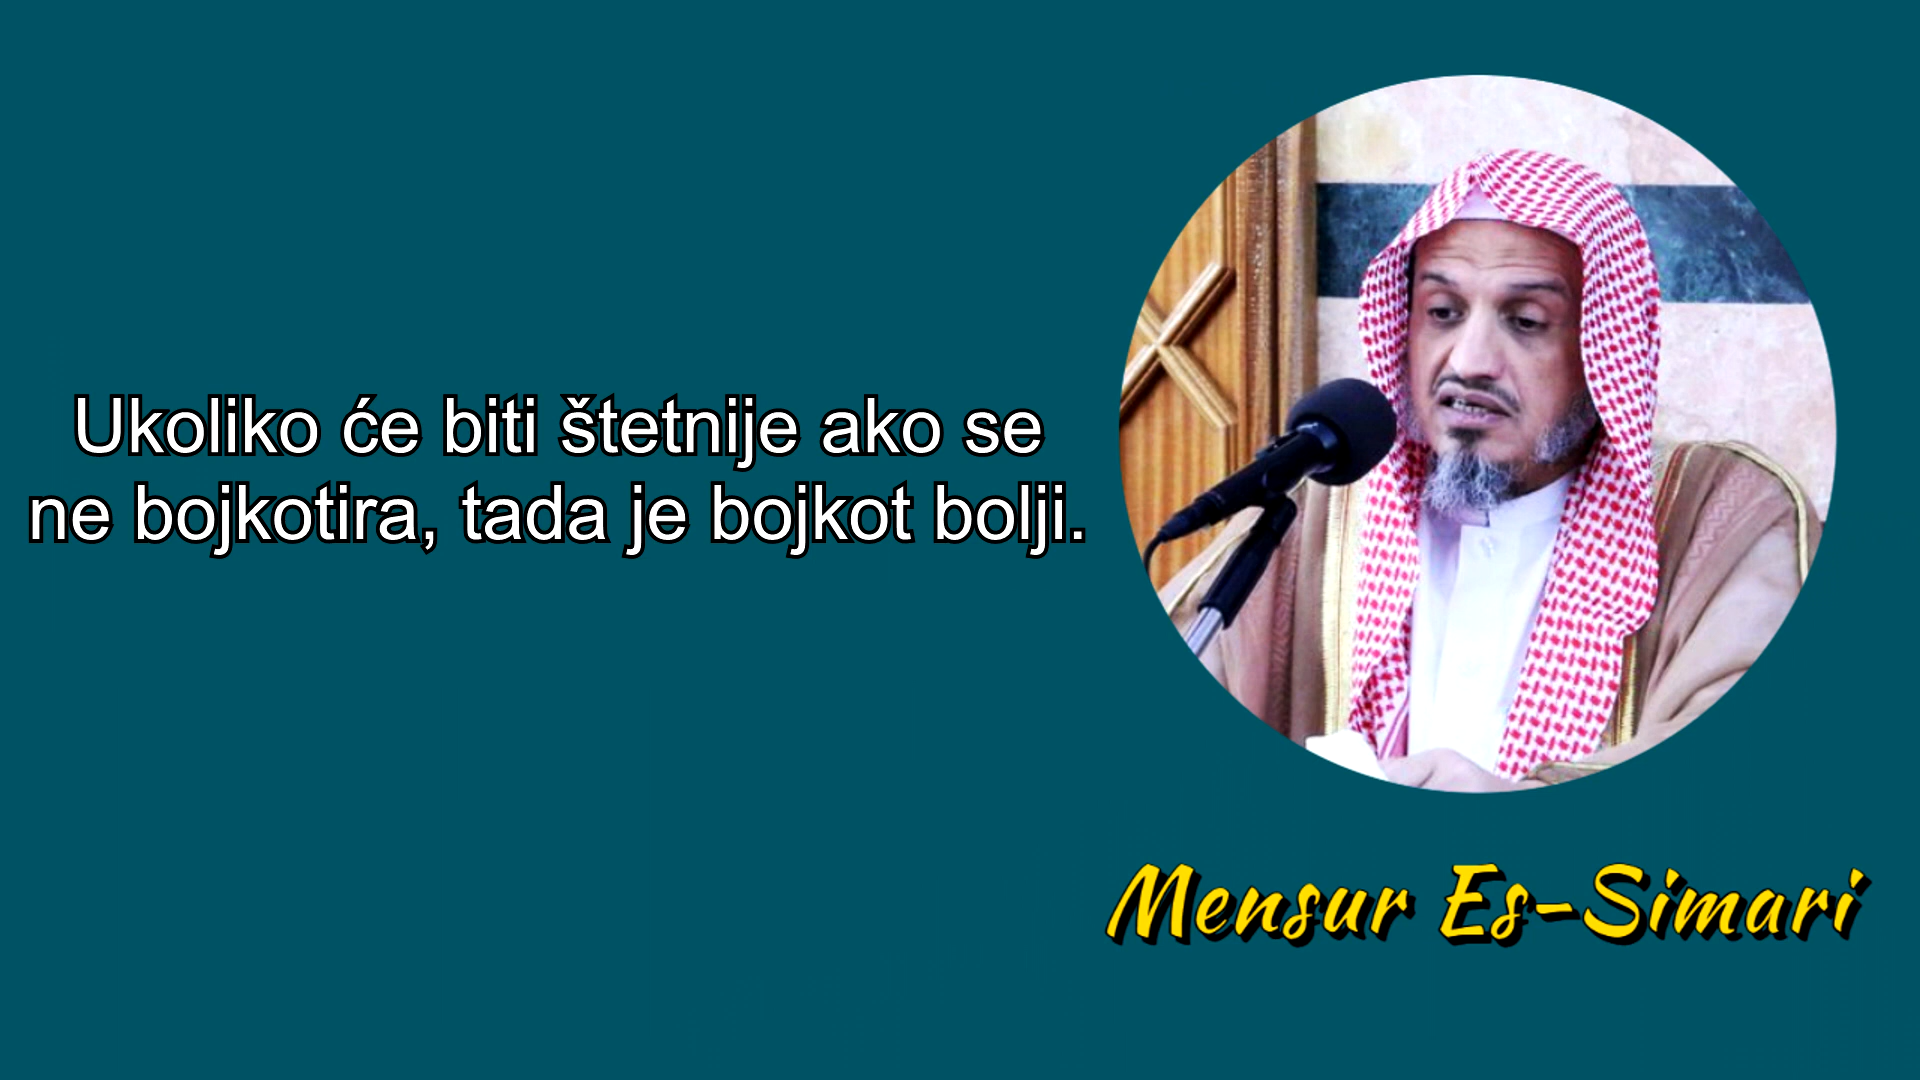 Ukoliko će biti štetnije ako se
ne bojkotira, tada je bojkot bolji.
Mensur Es-Simari